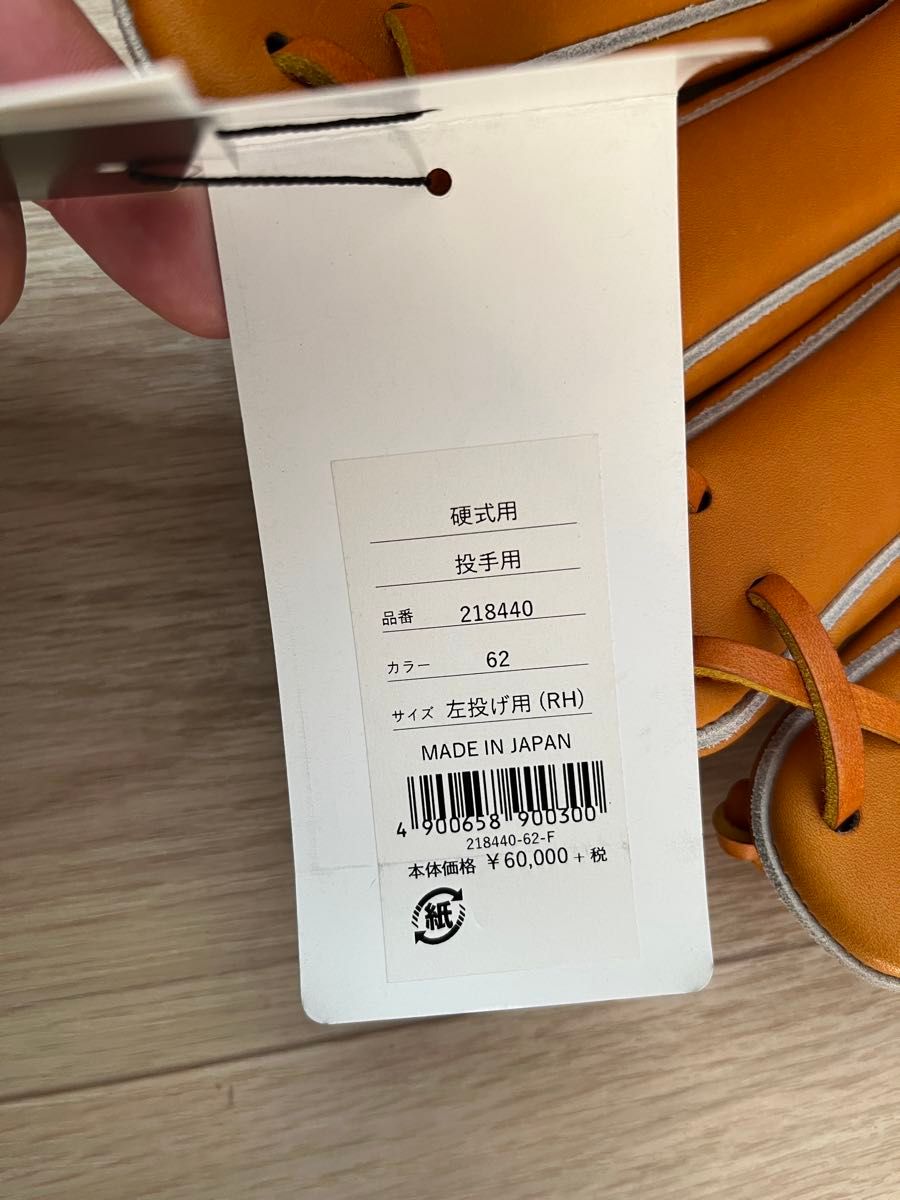 硬式用
投手用
品番 218440
カラー 62
サイズ 左投げ用 (RH)
MADE IN JAPAN
4 900658 900300
218440-62-F
本体価格 ￥60,000 + 税
紙